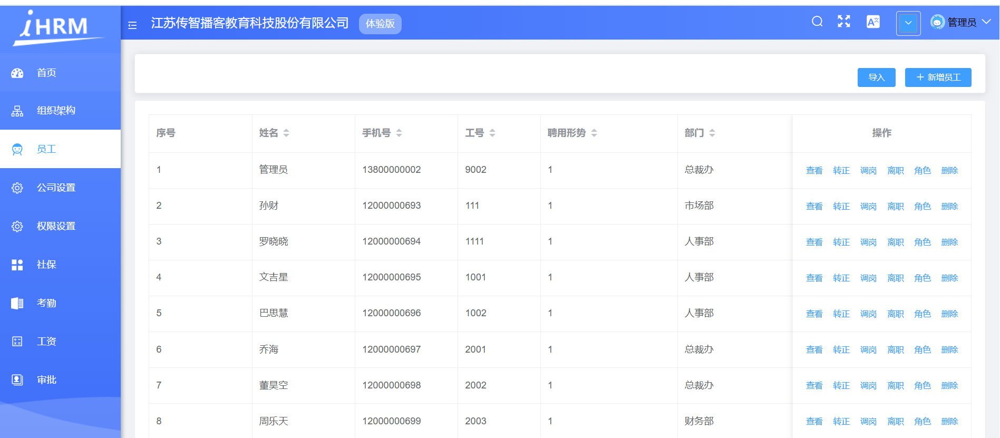 iHRM
江苏传智播客教育科技股份有限公司 体验版 管理员
首页
组织架构
员工
公司设置
权限设置
社保
考勤
工资
审批
导入 新增员工
序号 姓名 手机号 工号 聘用形势 部门 操作
1 管理员 13800000002 9002 1 总裁办 查看 转正 调岗 离职 角色 删除
2 孙财 12000000693 111 1 市场部 查看 转正 调岗 离职 角色 删除
3 罗晓晓 12000000694 1111 1 人事部 查看 转正 调岗 离职 角色 删除
4 文吉星 12000000695 1001 1 人事部 查看 转正 调岗 离职 角色 删除
5 巴思慧 12000000696 1002 1 人事部 查看 转正 调岗 离职 角色 删除
6 乔海 12000000697 2001 1 总裁办 查看 转正 调岗 离职 角色 删除
7 董昊空 12000000698 2002 1 总裁办 查看 转正 调岗 离职 角色 删除
8 周乐天 12000000699 2003 1 财务部 查看 转正 调岗 离职 角色 删除